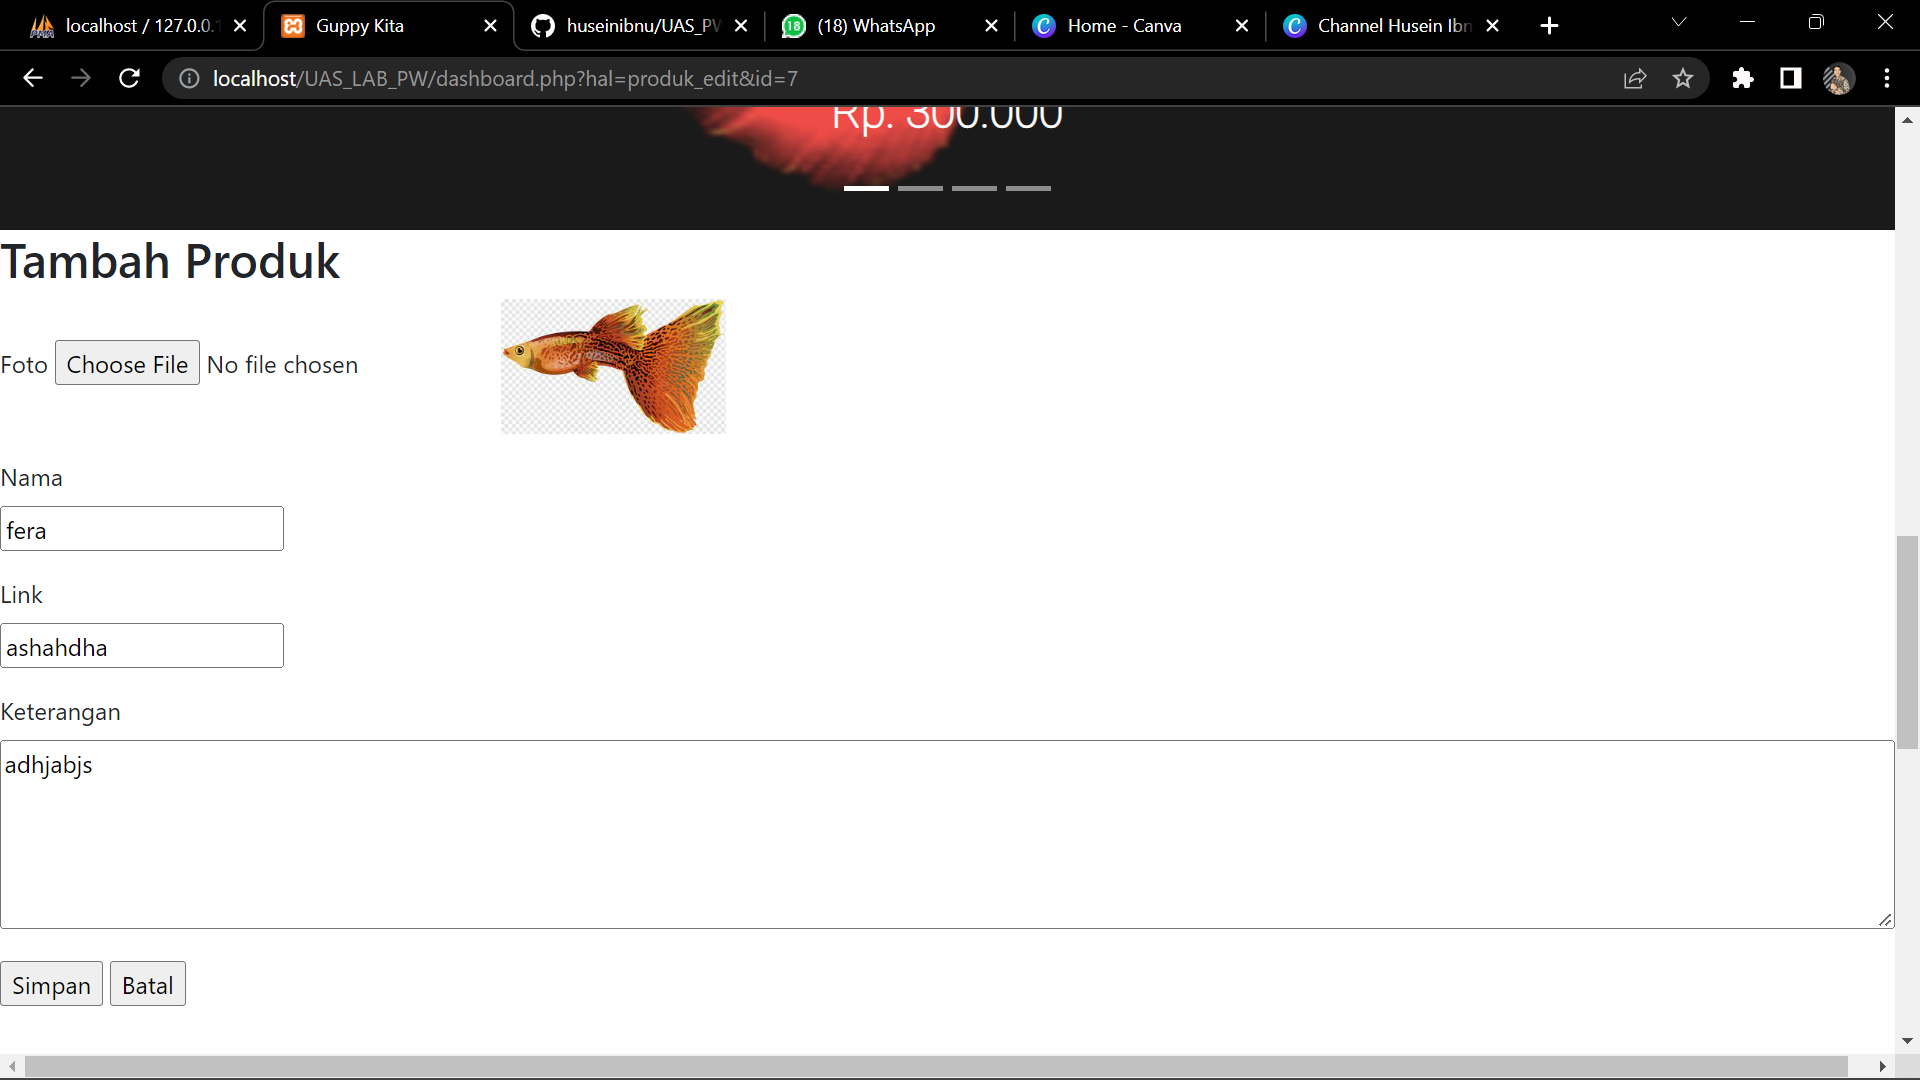 localhost / 127.0.0.1
Guppy Kita
huseinibnu/UAS_PW
18
(18) WhatsApp
Home - Canva
Channel Husein Ibn
localhost/UAS_LAB_PW/dashboard.php?hal=produk_edit&id=7
Rp. 300.000
Tambah Produk
Foto Choose File No file chosen
Nama
fera
Link
ashahdha
Keterangan
adhjabjs
Simpan Batal